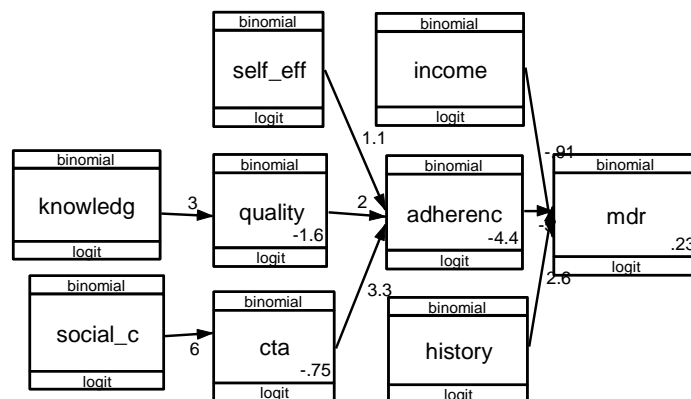 binomial
self_eff
logit
binomial
income
logit
1.1
-.91
binomial
knowledg
logit
3
binomial
quality
-1.6
logit
2
binomial
adherenc
-4.4
logit
binomial
mdr
.23
logit
binomial
social_c
logit
6
binomial
cta
-.75
3.3
binomial
history
logit
2.6